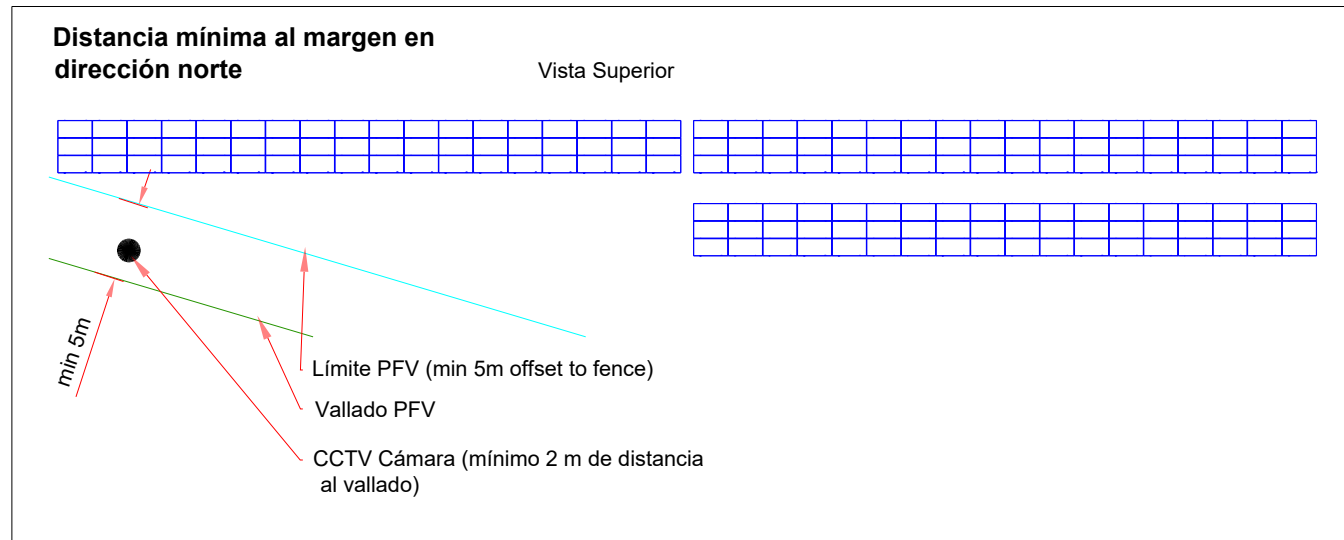 Distancia mínima al margen en
dirección norte
Vista Superior
min 5m
Límite PFV (min 5m offset to fence)
Vallado PFV
CCTV Cámara (mínimo 2 m de distancia
al vallado)